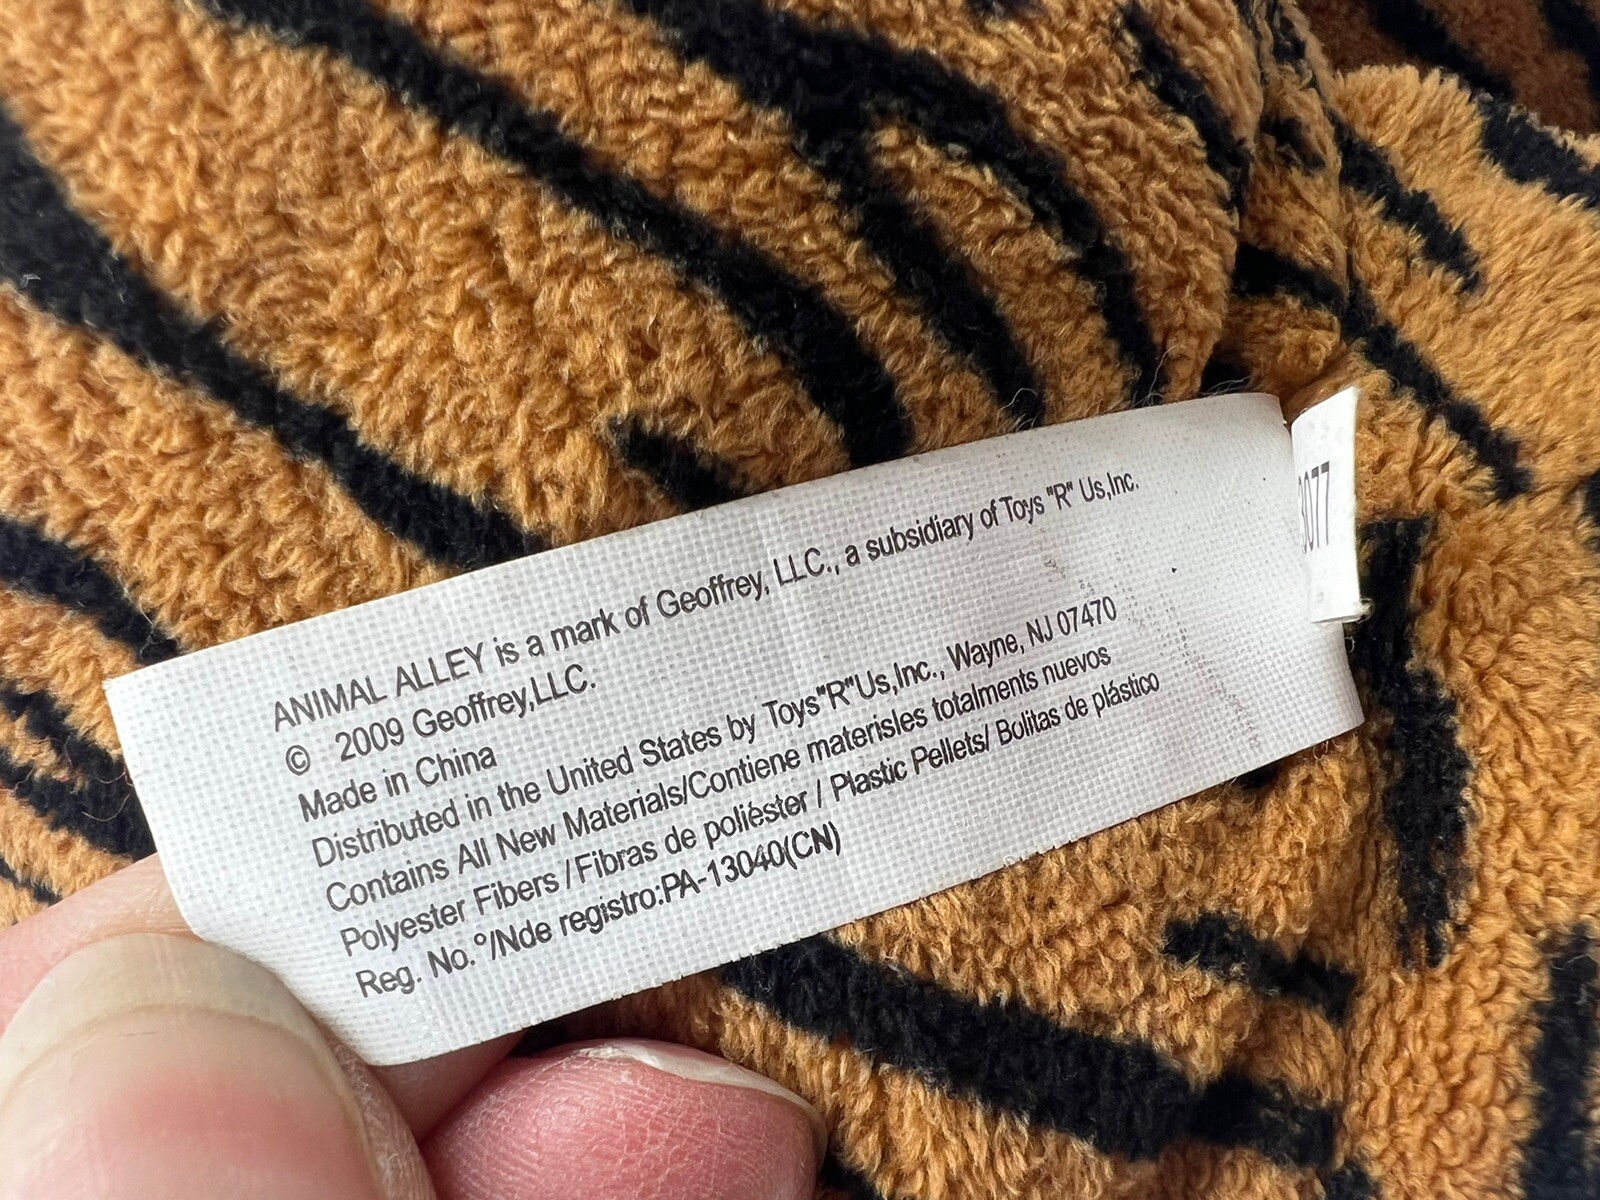 ANIMAL ALLEY is a mark of Geoffrey, LLC., a subsidiary of Toys "R" Us,Inc.
© 2009 Geoffrey,LLC.
Made in China
Distributed in the United States by Toys"R"Us,Inc., Wayne, NJ 07470
Contains All New Materials/Contiene materisles totalments nuevos
Polyester Fibers / Fibras de poliéster / Plastic Pellets/ Bolitas de plástico
Reg. No.º/Nde registro:PA-13040(CN)
3077